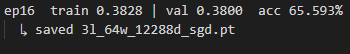 ep16 train 0.3828 | val 0.3800 acc 65.593%
↳ saved 3l_64w_12288d_sgd.pt